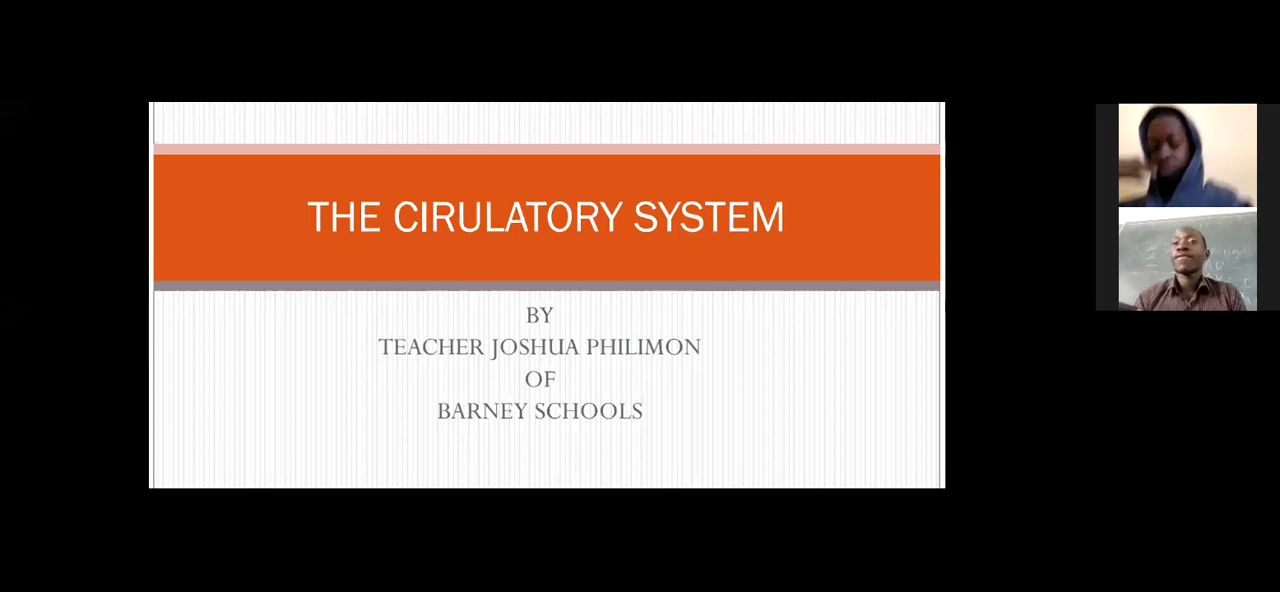 THE CIRULATORY SYSTEM
BY
TEACHER JOSHUA PHILIMON
OF
BARNEY SCHOOLS